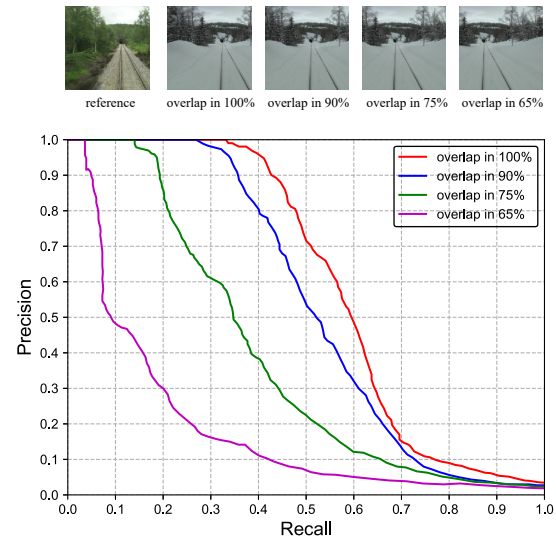 reference overlap in 100% overlap in 90% overlap in 75% overlap in 65%
1.0
0.9
0.8
0.7
0.6
0.5
0.4
0.3
0.2
0.1
0.0
Precision
overlap in 100%
overlap in 90%
overlap in 75%
overlap in 65%
0.0 0.1 0.2 0.3 0.4 0.5 0.6 0.7 0.8 0.9 1.0
Recall